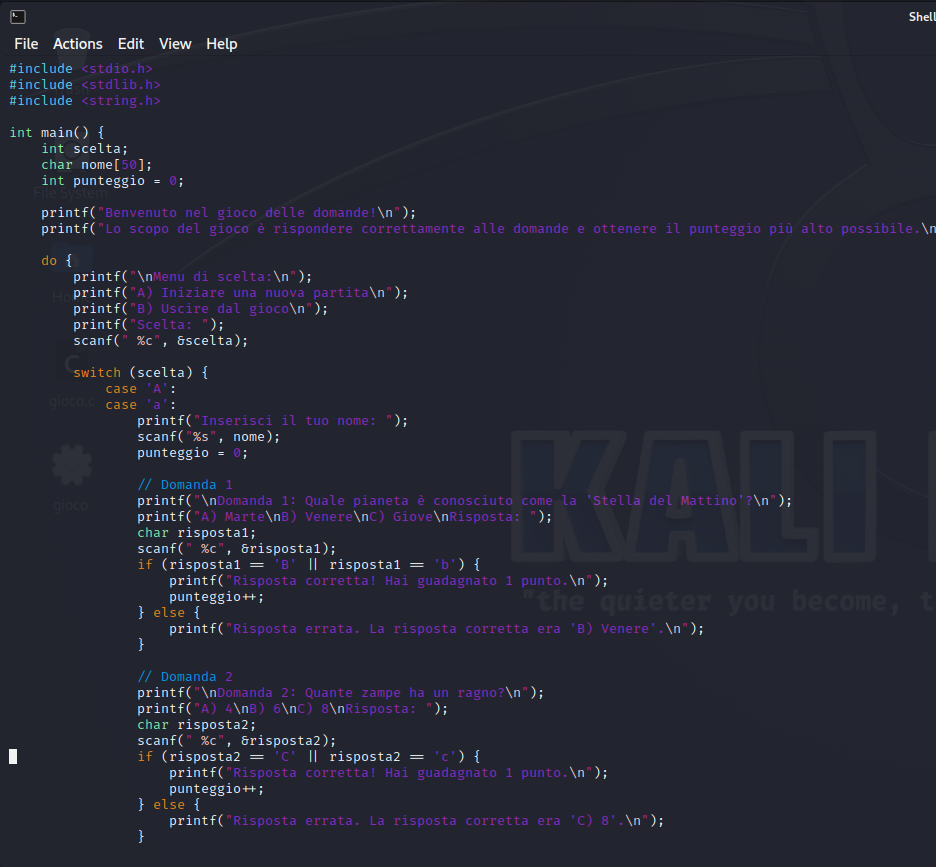 Shell
File Actions Edit View Help
#include <stdio.h>
#include <stdlib.h>
#include <string.h>
int main() {
    int scelta;
    char nome[50];
    int punteggio = 0;
File System
    printf("Benvenuto nel gioco delle domande!\n");
    printf("Lo scopo del gioco è rispondere correttamente alle domande e ottenere il punteggio più alto possibile.\n
    do {
        printf("\nMenu di scelta:\n");
        printf("A) Iniziare una nuova partita\n");
        printf("B) Uscire dal gioco\n");
        printf("Scelta: ");
        scanf(" %c", &scelta);
        switch (scelta) {
            case 'A':
            case 'a':
gioco.c
                printf("Inserisci il tuo nome: ");
                scanf("%s", nome);
                punteggio = 0;
KALI
                // Domanda 1
                printf("\nDomanda 1: Quale pianeta è conosciuto come la 'Stella del Mattino'?\n");
gioco
                printf("A) Marte\nB) Venere\nC) Giove\nRisposta: ");
                char risposta1;
                scanf(" %c", &risposta1);
                if (risposta1 == 'B' || risposta1 == 'b') {
                    printf("Risposta corretta! Hai guadagnato 1 punto.\n");
                    punteggio++;
"the quieter you become, t
                } else {
                    printf("Risposta errata. La risposta corretta era 'B) Venere'.\n");
                }
                // Domanda 2
                printf("\nDomanda 2: Quante zampe ha un ragno?\n");
                printf("A) 4\nB) 6\nC) 8\nRisposta: ");
                char risposta2;
                scanf(" %c", &risposta2);
                if (risposta2 == 'C' || risposta2 == 'c') {
                    printf("Risposta corretta! Hai guadagnato 1 punto.\n");
                    punteggio++;
                } else {
                    printf("Risposta errata. La risposta corretta era 'C) 8'.\n");
                }